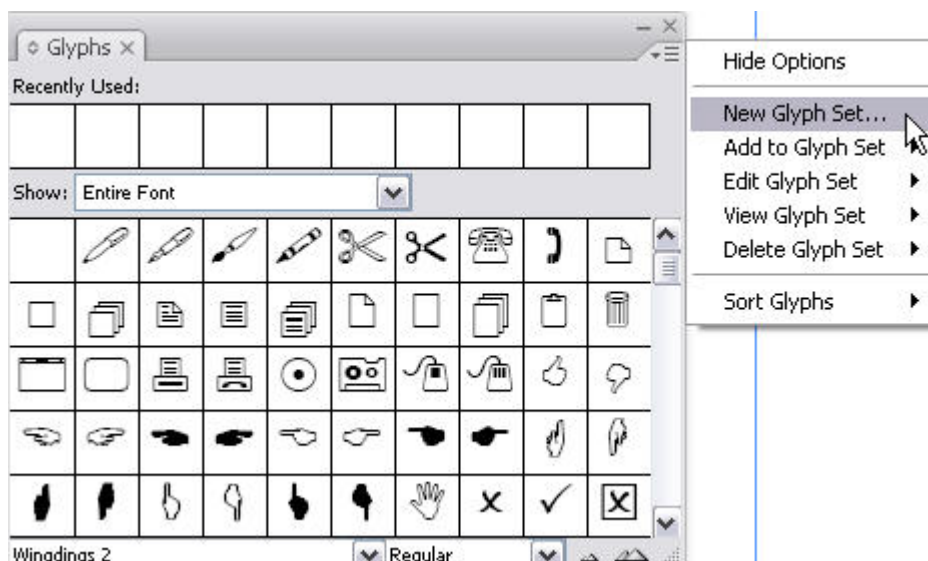 Glyphs
Recently Used:
Show: Entire Font
Wingdings 2 Regular
Hide Options
New Glyph Set...
Add to Glyph Set
Edit Glyph Set
View Glyph Set
Delete Glyph Set
Sort Glyphs